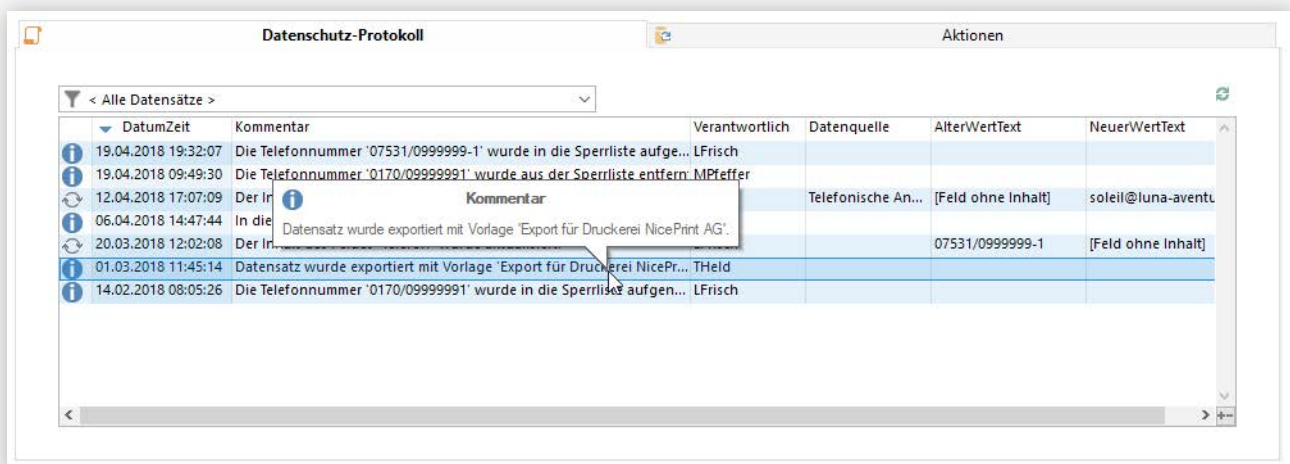 Datenschutz-Protokoll Aktionen
< Alle Datensätze >
DatumZeit Kommentar Verantwortlich Datenquelle AlterWertText NeuerWertText
19.04.2018 19:32:07 Die Telefonnummer '07531/0999999-1' wurde in die Sperrliste aufge... LFrisch
19.04.2018 09:49:30 Die Telefonnummer '0170/09999991' wurde aus der Sperrliste entfern MPfeffer
12.04.2018 17:07:09 Der Telefonische An... [Feld ohne Inhalt] soleil@luna-aventu
Kommentar
06.04.2018 14:47:44 In die
Datensatz wurde exportiert mit Vorlage 'Export für Druckerei NicePrint AG'.
20.03.2018 12:02:08 Der 07531/0999999-1 [Feld ohne Inhalt]
01.03.2018 11:45:14 Datensatz wurde exportiert mit Vorlage 'Export für Druckerei NicePr... THeld
14.02.2018 08:05:26 Die Telefonnummer '0170/09999991' wurde in die Sperrliste aufgen... LFrisch